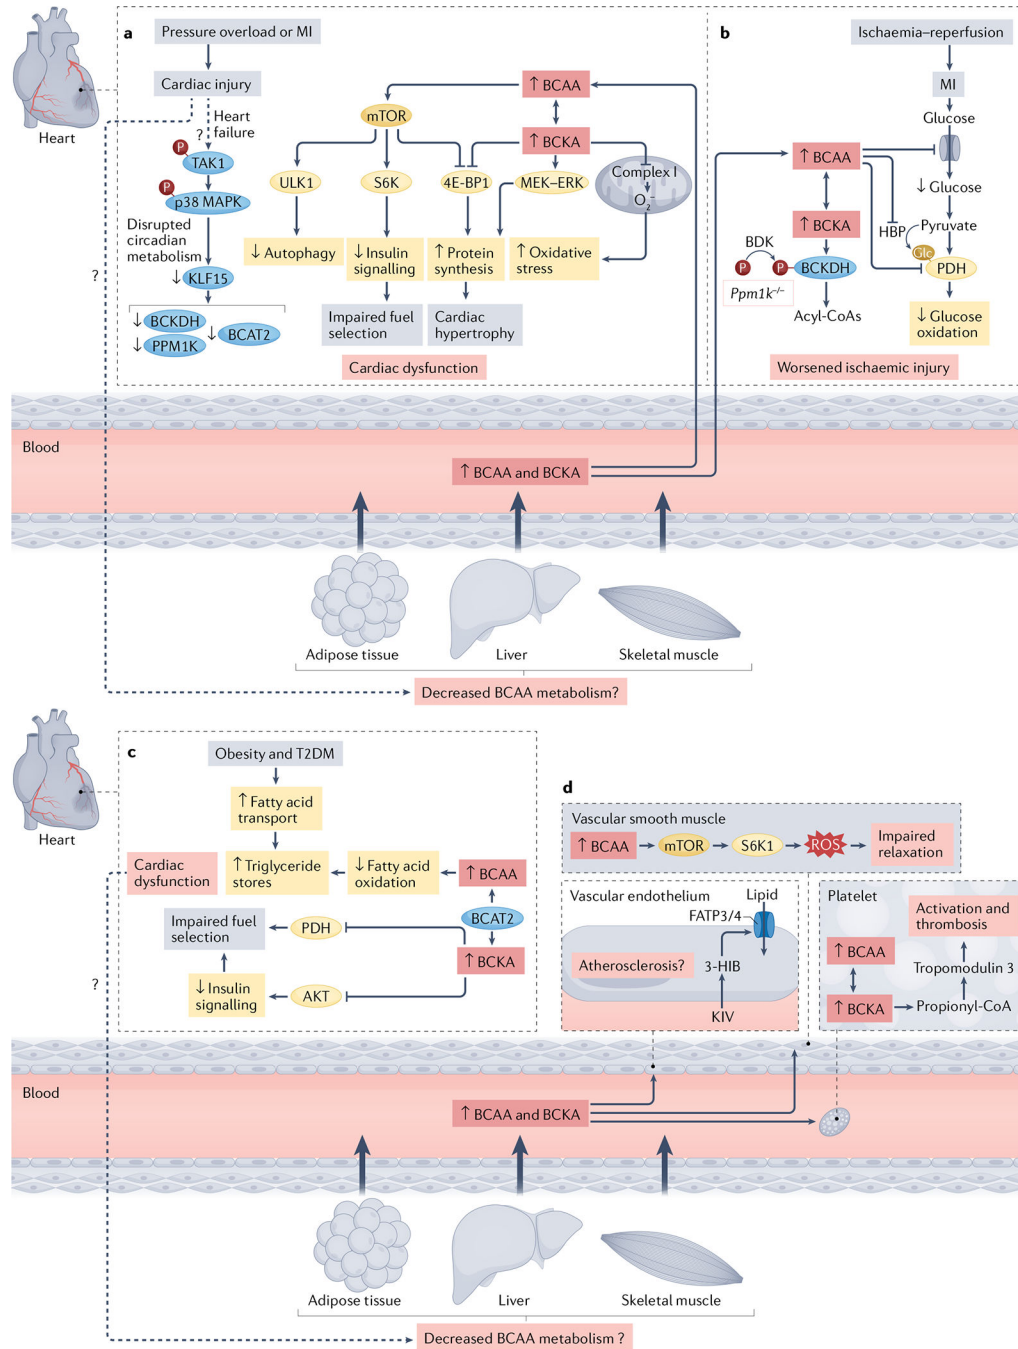 a
Pressure overload or MI
Cardiac injury
Heart
failure
?
P
TAK1
P
p38 MAPK
Disrupted
circadian
metabolism
↓ KLF15
↓ BCKDH
↓ PPM1K
↓ BCAT2
?
Heart
↑ BCAA
mTOR
↑ BCKA
ULK1
S6K
4E-BP1
MEK–ERK
Complex I
O₂⁻
↓ Autophagy
↓ Insulin
signalling
↑ Protein
synthesis
↑ Oxidative
stress
Impaired fuel
selection
Cardiac
hypertrophy
Cardiac dysfunction
b
Ischaemia–reperfusion
MI
Glucose
↑ BCAA
↓ Glucose
↑ BCKA
HBP
Pyruvate
Glc
BDK
P
P
BCKDH
PDH
Ppm1k⁻/⁻
Acyl-CoAs
↓ Glucose
oxidation
Worsened ischaemic injury
Blood
↑ BCAA and BCKA
Adipose tissue
Liver
Skeletal muscle
Decreased BCAA metabolism?
c
Obesity and T2DM
↑ Fatty acid
transport
Heart
Cardiac
dysfunction
↑ Triglyceride
stores
↓ Fatty acid
oxidation
↑ BCAA
BCAT2
Impaired fuel
selection
PDH
↑ BCKA
↓ Insulin
signalling
AKT
?
d
Vascular smooth muscle
↑ BCAA
mTOR
S6K1
ROS
Impaired
relaxation
Vascular endothelium
Lipid
FATP3/4
Atherosclerosis?
3-HIB
KIV
Platelet
Activation and
thrombosis
↑ BCAA
Tropomodulin 3
↑ BCKA
Propionyl-CoA
Blood
↑ BCAA and BCKA
Adipose tissue
Liver
Skeletal muscle
Decreased BCAA metabolism ?